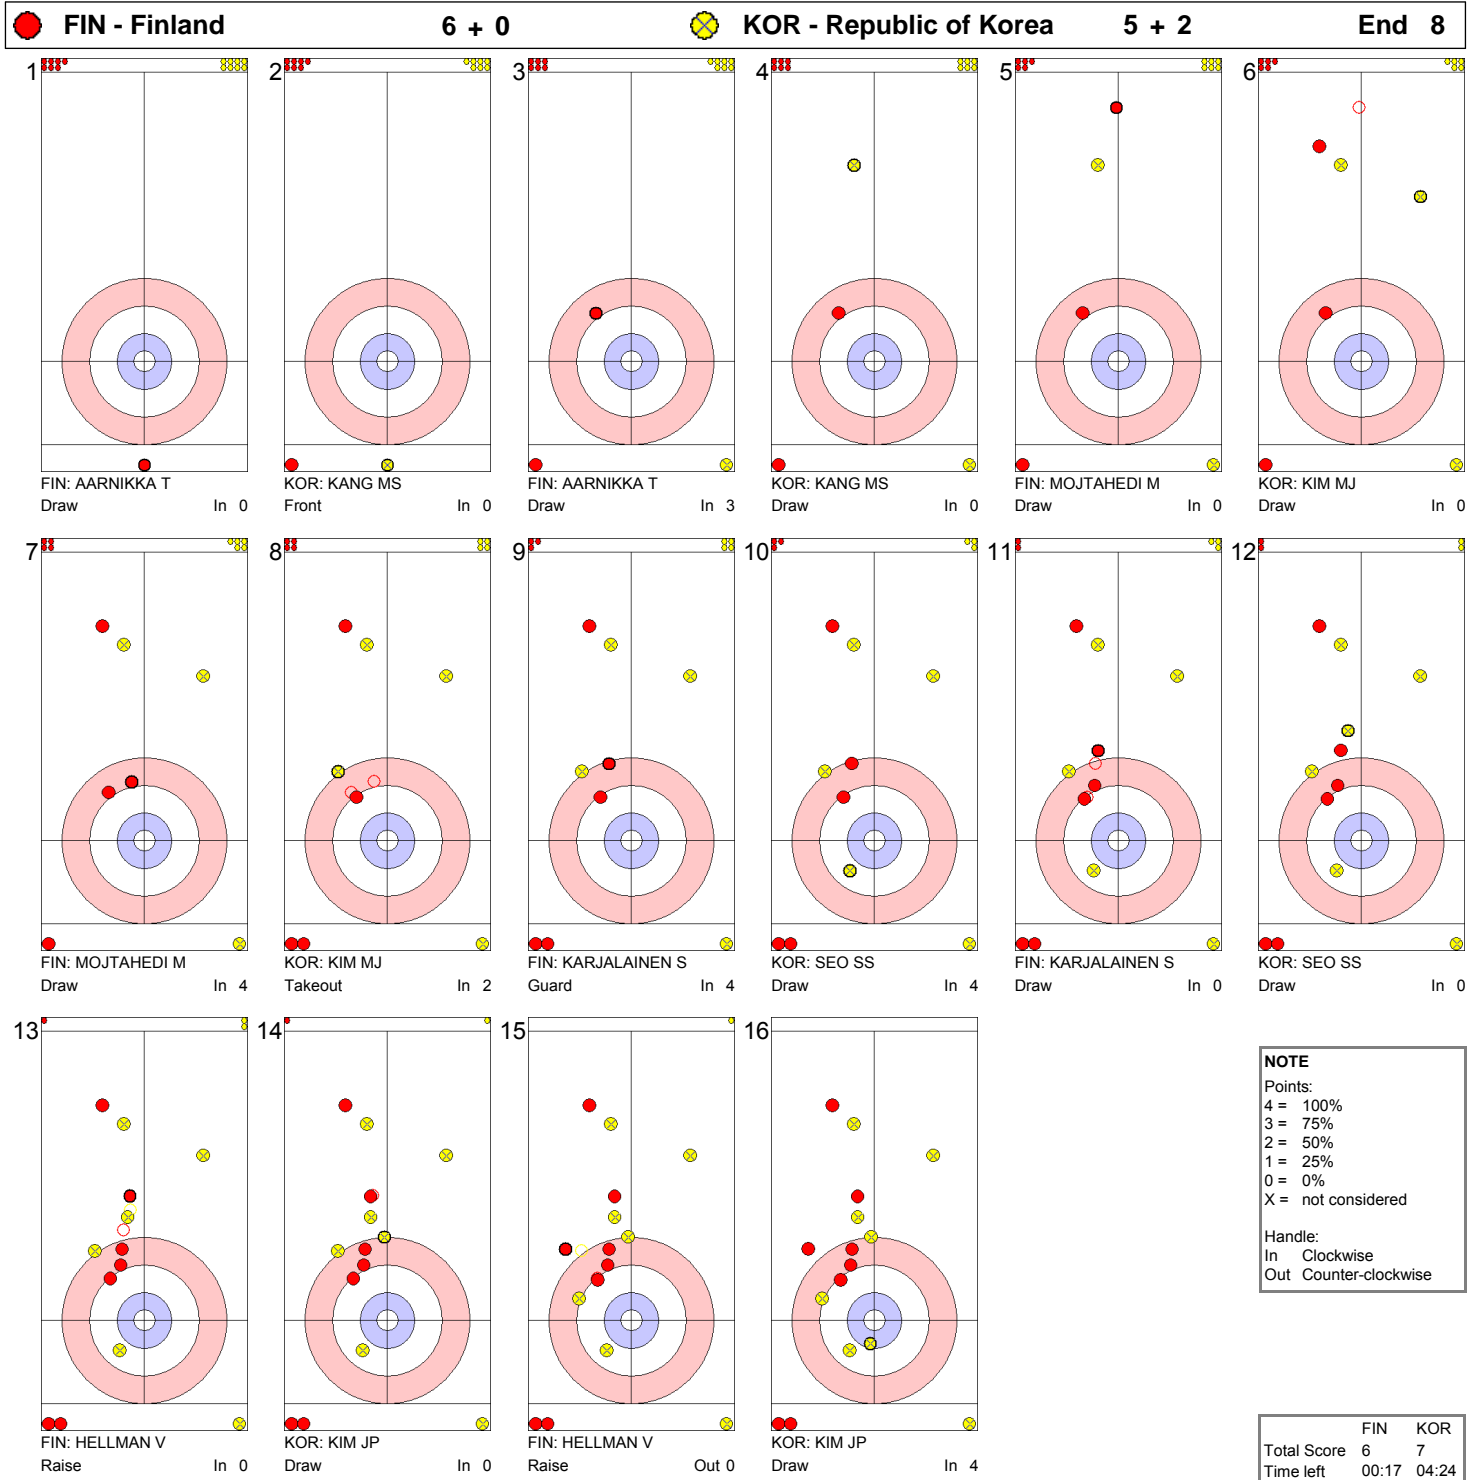 FIN - Finland 6 + 0 KOR - Republic of Korea 5 + 2 End 8
1 2 3 4 5 6
FIN: AARNIKKA T KOR: KANG MS FIN: AARNIKKA T KOR: KANG MS FIN: MOJTAHEDI M KOR: KIM MJ
Draw In 0 Front In 0 Draw In 3 Draw In 0 Draw In 0 Draw In 0
7 8 9 10 11 12
FIN: MOJTAHEDI M KOR: KIM MJ FIN: KARJALAINEN S KOR: SEO SS FIN: KARJALAINEN S KOR: SEO SS
Draw In 4 Takeout In 2 Guard In 4 Draw In 4 Draw In 0 Draw In 0
13 14 15 16
FIN: HELLMAN V KOR: KIM JP FIN: HELLMAN V KOR: KIM JP
Raise In 0 Draw In 0 Raise Out 0 Draw In 4
NOTE
Points:
4 = 100%
3 = 75%
2 = 50%
1 = 25%
0 = 0%
X = not considered
Handle:
In Clockwise
Out Counter-clockwise
FIN KOR
Total Score 6 7
Time left 00:17 04:24